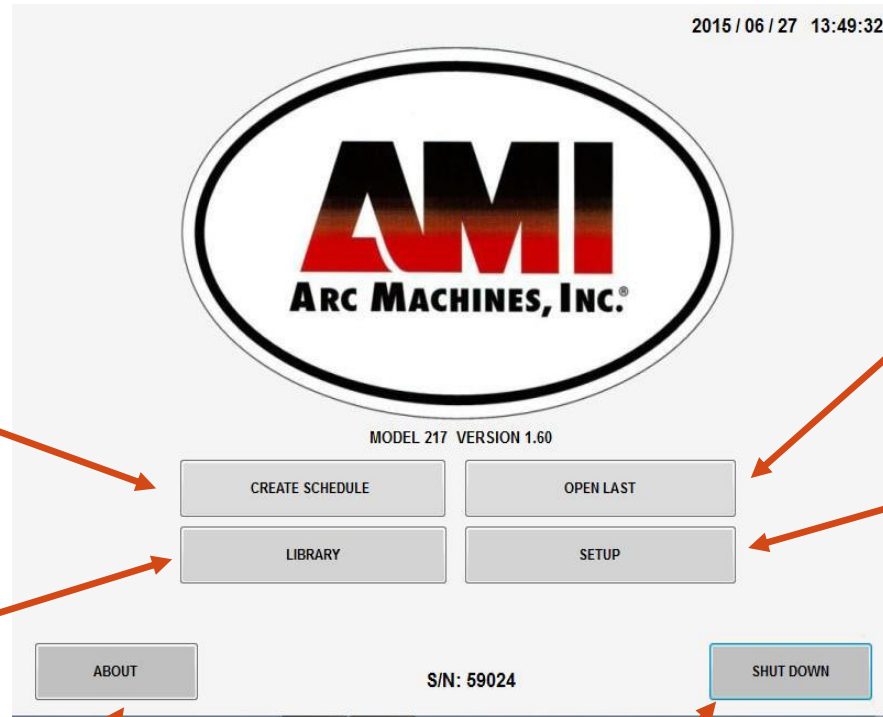 2015 / 06 / 27 13:49:32
AMI
ARC MACHINES, INC.®
MODEL 217 VERSION 1.60
CREATE SCHEDULE
OPEN LAST
LIBRARY
SETUP
ABOUT
S/N: 59024
SHUT DOWN